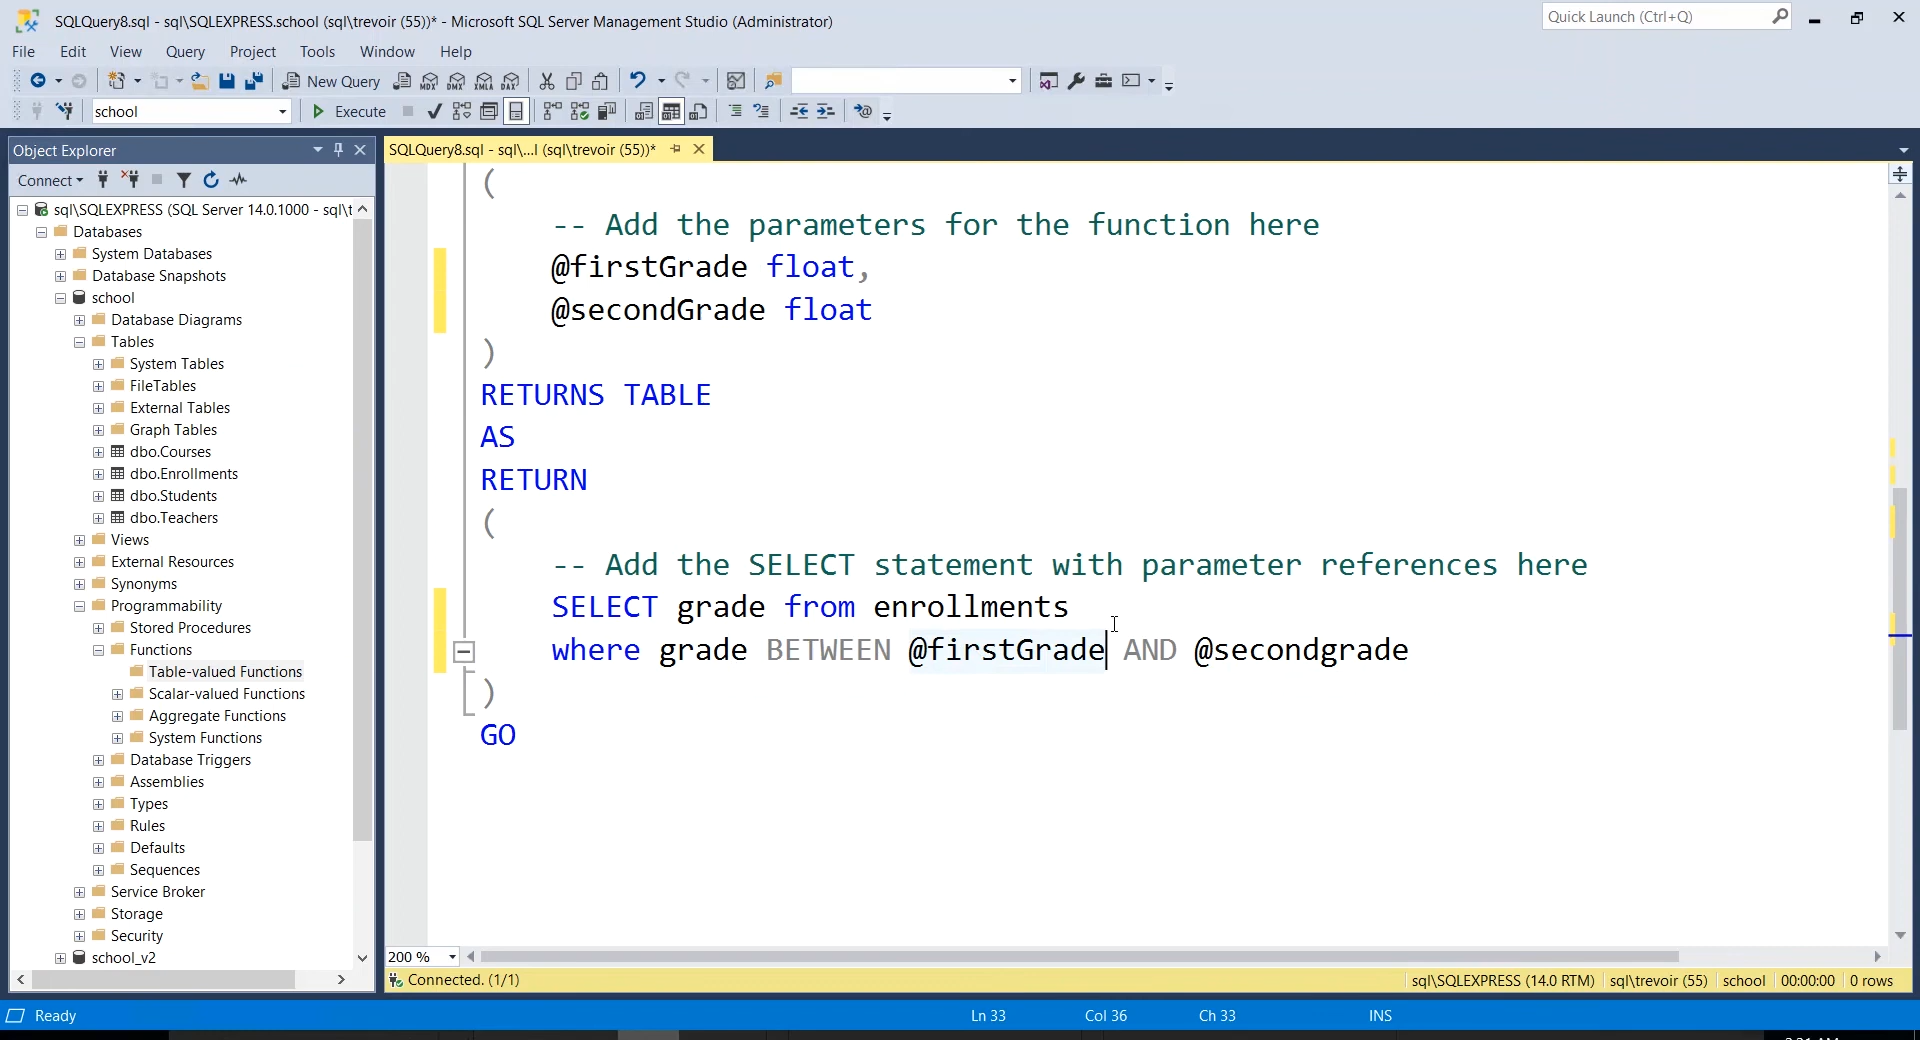 SQLQuery8.sql - sql\SQLEXPRESS.school (sql\trevoir (55))* - Microsoft SQL Server Management Studio (Administrator)
Quick Launch (Ctrl+Q)
File Edit View Query Project Tools Window Help
New Query
MDX DMX XMLA DAX
school
Execute
Object Explorer
SQLQuery8.sql - sql\...l (sql\trevoir (55))*
Connect
sql\SQLEXPRESS (SQL Server 14.0.1000 - sql\t
Databases
System Databases
Database Snapshots
school
Database Diagrams
Tables
System Tables
FileTables
External Tables
Graph Tables
dbo.Courses
dbo.Enrollments
dbo.Students
dbo.Teachers
Views
External Resources
Synonyms
Programmability
Stored Procedures
Functions
Table-valued Functions
Scalar-valued Functions
Aggregate Functions
System Functions
Database Triggers
Assemblies
Types
Rules
Defaults
Sequences
Service Broker
Storage
Security
school_v2
(
-- Add the parameters for the function here
@firstGrade float,
@secondGrade float
)
RETURNS TABLE
AS
RETURN
(
-- Add the SELECT statement with parameter references here
SELECT grade from enrollments
where grade BETWEEN @firstGrade AND @secondgrade
)
GO
200 %
Connected. (1/1)
sql\SQLEXPRESS (14.0 RTM) sql\trevoir (55) school 00:00:00 0 rows
Ready
Ln 33 Col 36 Ch 33 INS